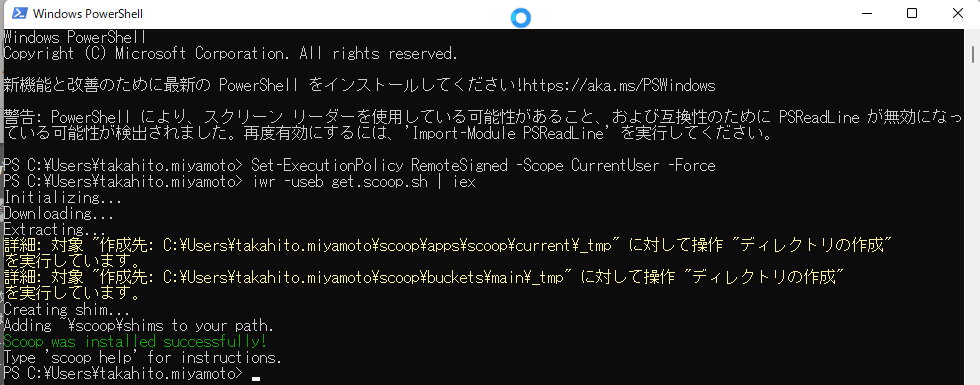 Windows PowerShell
Windows PowerShell
Copyright (C) Microsoft Corporation. All rights reserved.
新機能と改善のために最新の PowerShell をインストールしてください!https://aka.ms/PSWindows
警告: PowerShell により、スクリーン リーダーを使用している可能性があること、および互換性のために PSReadLine が無効になっ
ている可能性が検出されました。再度有効にするには、'Import-Module PSReadLine' を実行してください。
PS C:¥Users¥takahito.miyamoto> Set-ExecutionPolicy RemoteSigned -Scope CurrentUser -Force
PS C:¥Users¥takahito.miyamoto> iwr -useb get.scoop.sh | iex
Initializing...
Downloading...
Extracting...
詳細: 対象 "作成先: C:¥Users¥takahito.miyamoto¥scoop¥apps¥scoop¥current¥_tmp" に対して操作 "ディレクトリの作成"
を実行しています。
詳細: 対象 "作成先: C:¥Users¥takahito.miyamoto¥scoop¥buckets¥main¥_tmp" に対して操作 "ディレクトリの作成"
を実行しています。
Creating shim...
Adding ~¥scoop¥shims to your path.
Scoop was installed successfully!
Type 'scoop help' for instructions.
PS C:¥Users¥takahito.miyamoto> _